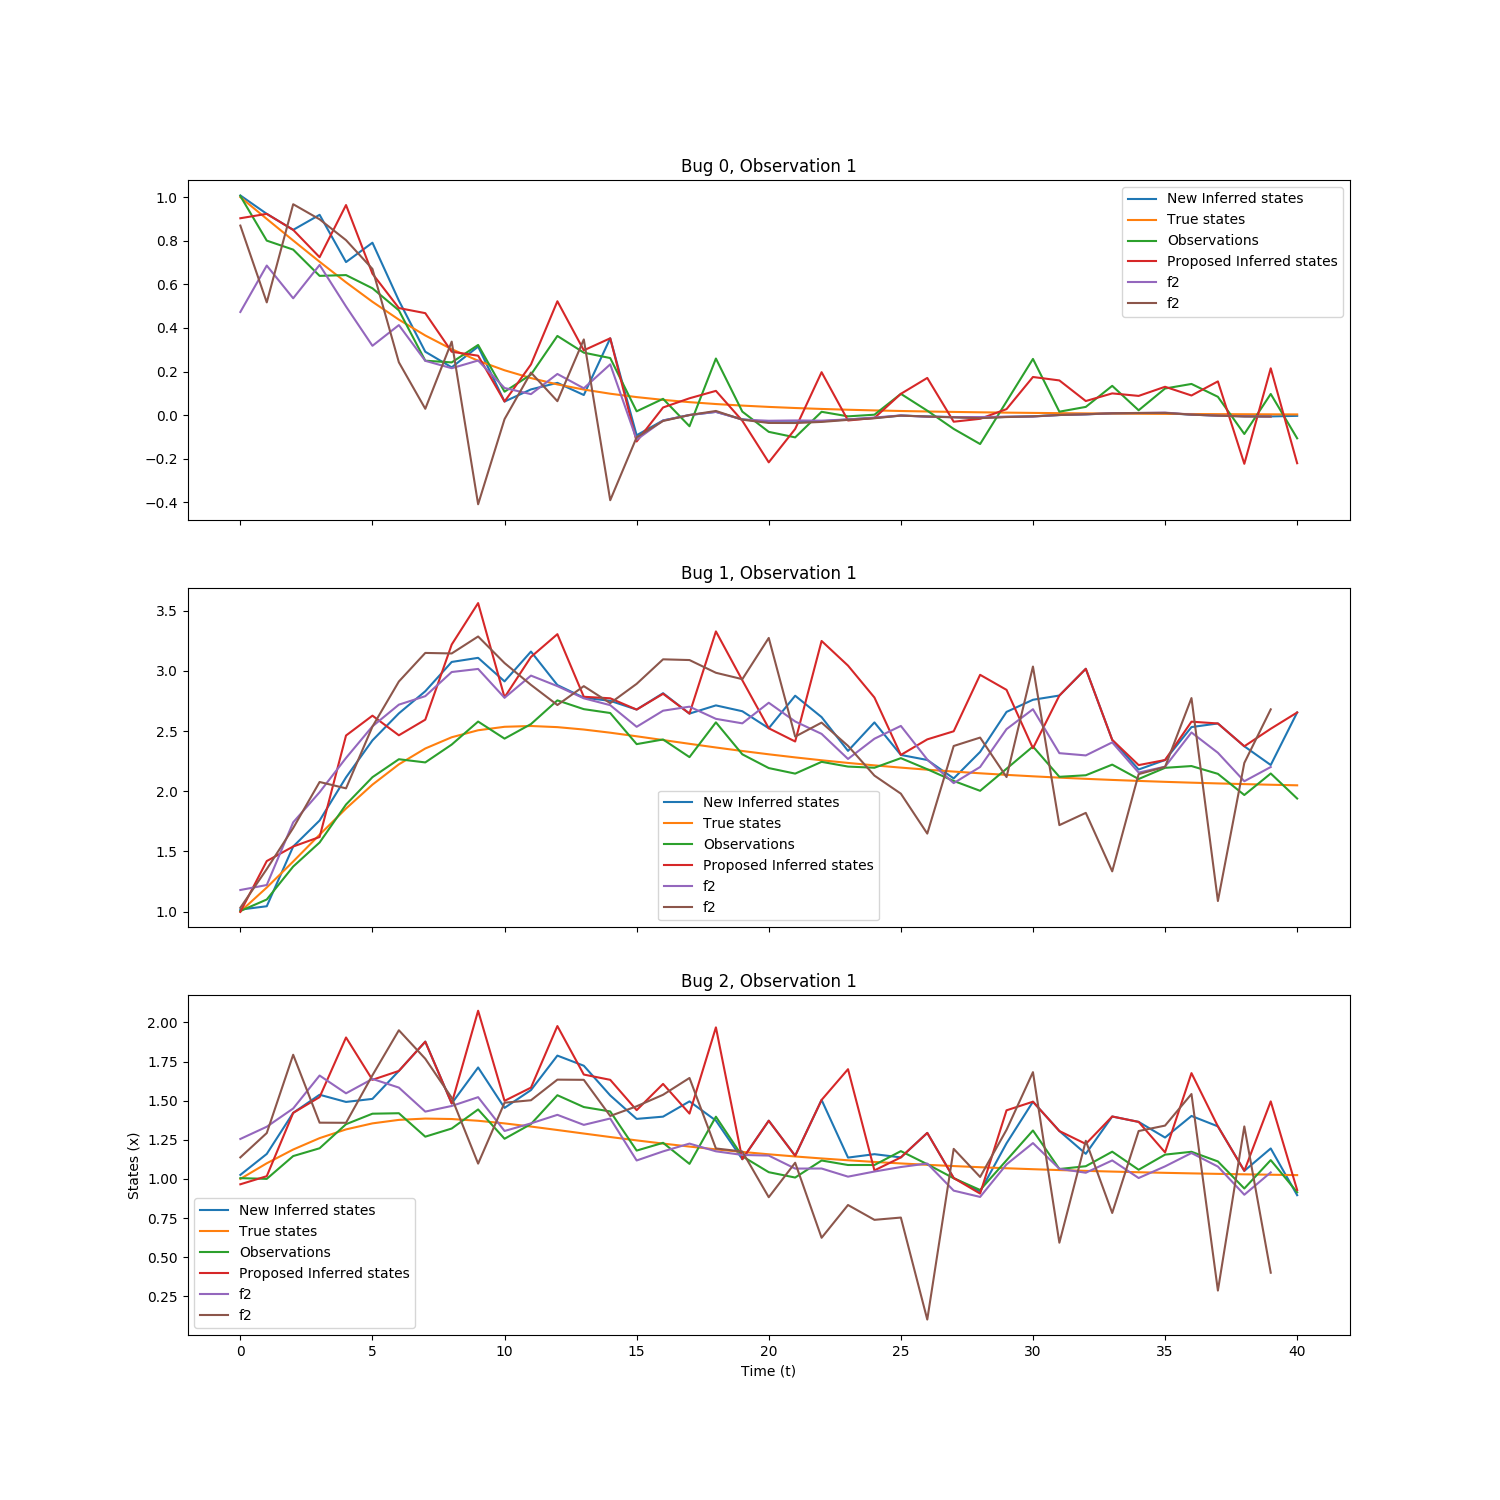 Bug 0, Observation 1
1.0
0.8
0.6
0.4
0.2
0.0
−0.2
−0.4
New Inferred states
True states
Observations
Proposed Inferred states
f2
f2
Bug 1, Observation 1
3.5
3.0
2.5
2.0
1.5
1.0
New Inferred states
True states
Observations
Proposed Inferred states
f2
f2
Bug 2, Observation 1
States (x)
2.00
1.75
1.50
1.25
1.00
0.75
0.50
0.25
New Inferred states
True states
Observations
Proposed Inferred states
f2
f2
0 5 10 15 20 25 30 35 40
Time (t)